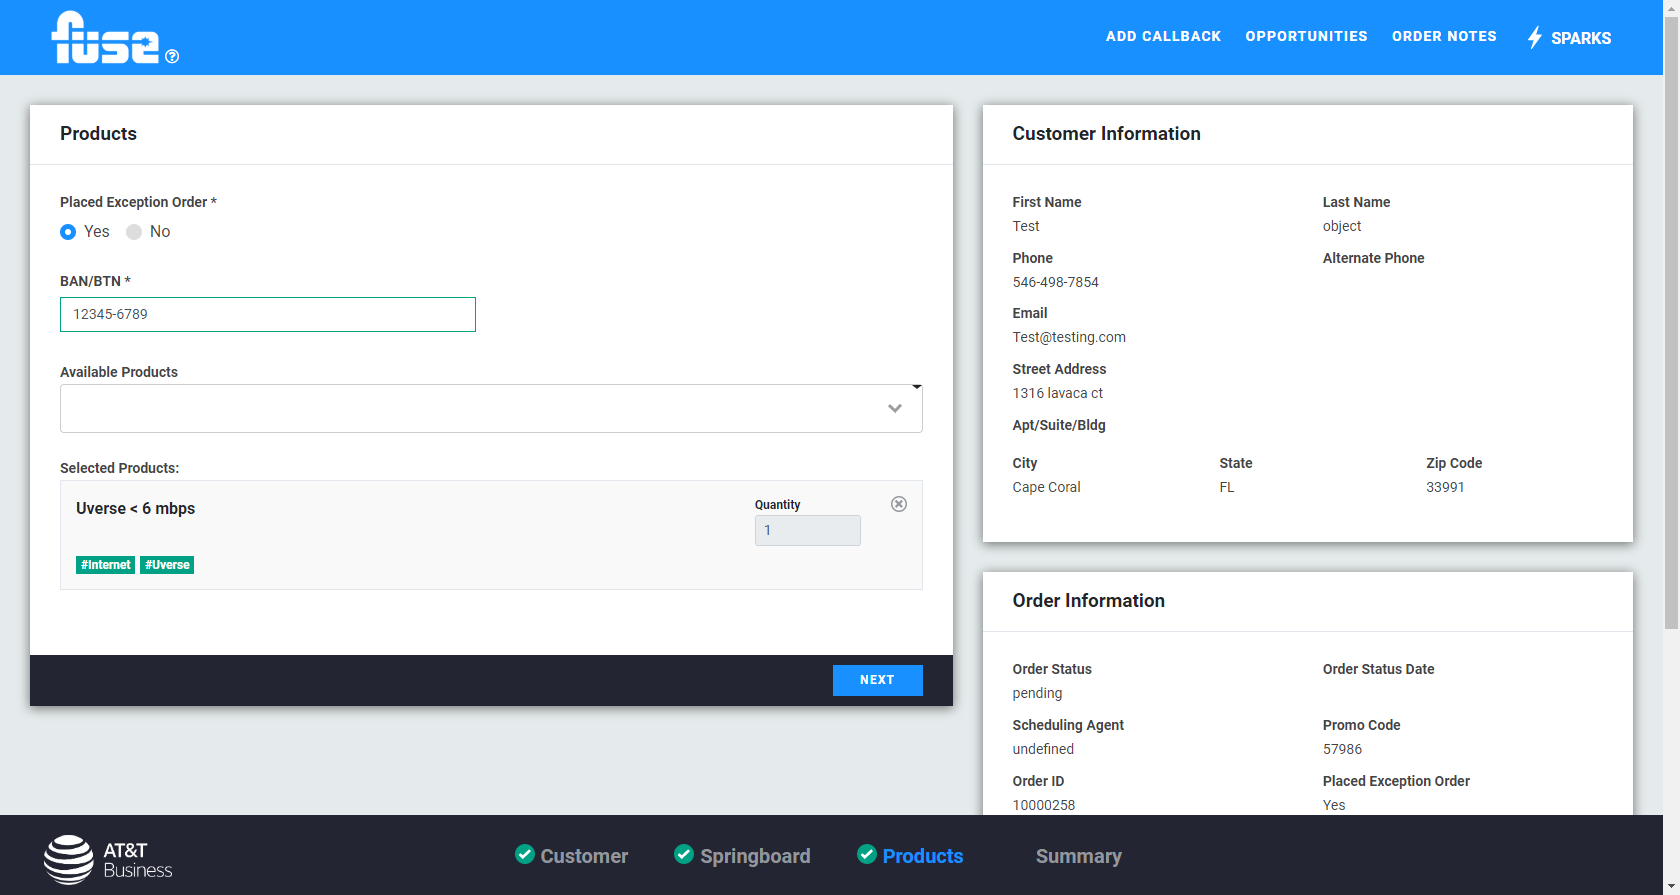 fuse
ADD CALLBACK OPPORTUNITIES ORDER NOTES SPARKS
Products
Placed Exception Order *
Yes No
BAN/BTN *
12345-6789
Available Products
Selected Products:
Uverse < 6 mbps
Quantity
1
#Internet #Uverse
NEXT
Customer Information
First Name Last Name
Test object
Phone Alternate Phone
546-498-7854
Email
Test@testing.com
Street Address
1316 lavaca ct
Apt/Suite/Bldg
City State Zip Code
Cape Coral FL 33991
Order Information
Order Status Order Status Date
pending
Scheduling Agent Promo Code
undefined 57986
Order ID Placed Exception Order
10000258 Yes
AT&T
Business
Customer Springboard Products Summary